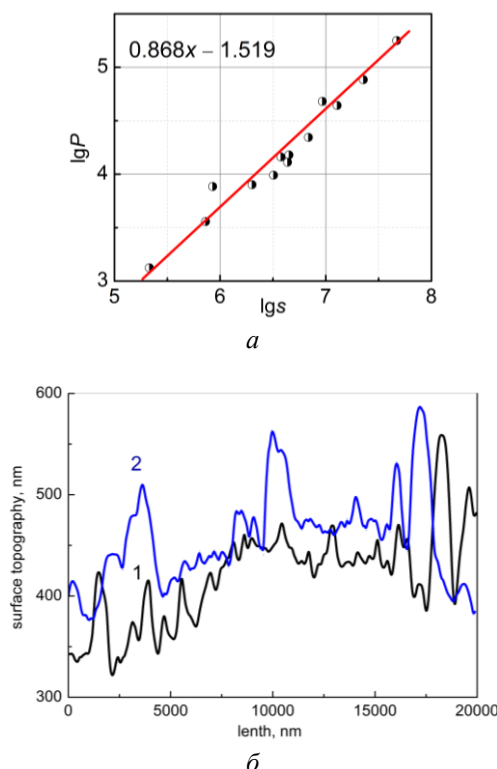 0.868x – 1.519
5
4
3
lgP
5 6 7 8
lgs
а
600
500
400
300
surface topography, nm
2
1
0 5000 10000 15000 20000
lenth, nm
б